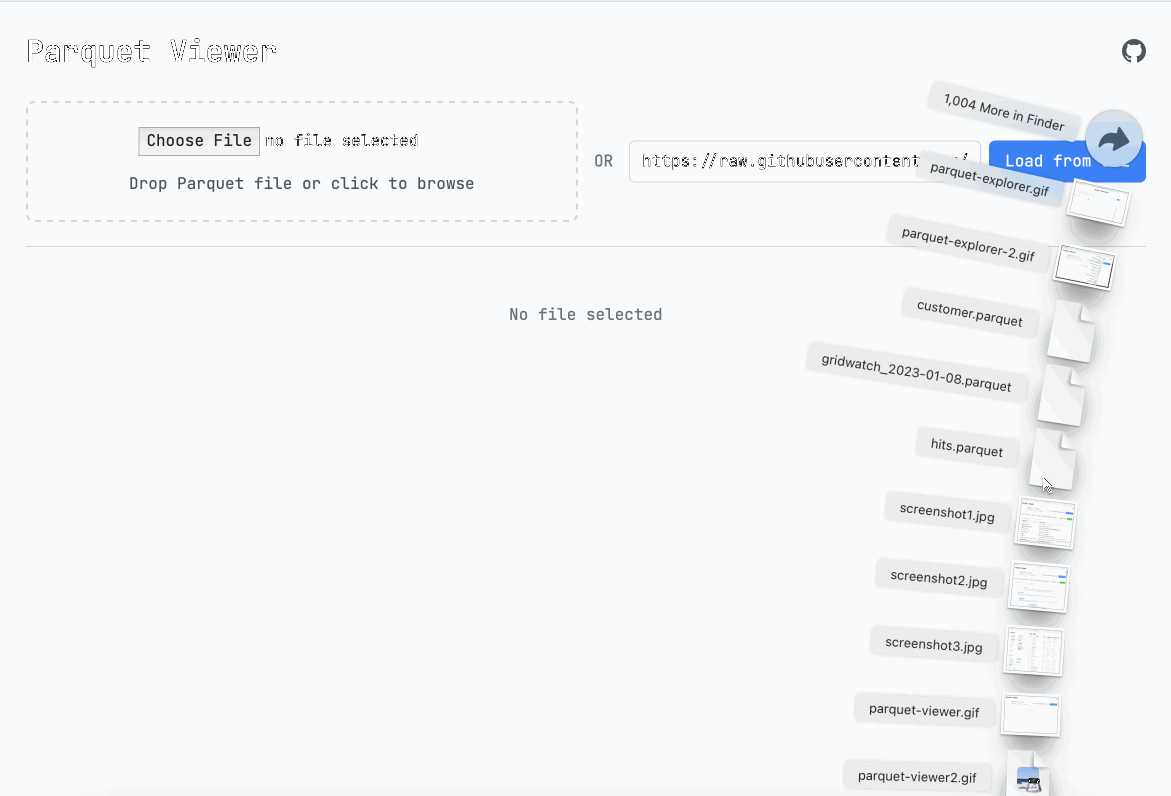 Parquet Viewer
1,004 More in Finder
Choose File no file selected
Drop Parquet file or click to browse
OR
https://raw.githubusercontent
Load from
parquet-explorer.gif
parquet-explorer-2.gif
No file selected
customer.parquet
gridwatch_2023-01-08.parquet
hits.parquet
screenshot1.jpg
screenshot2.jpg
screenshot3.jpg
parquet-viewer.gif
parquet-viewer2.gif